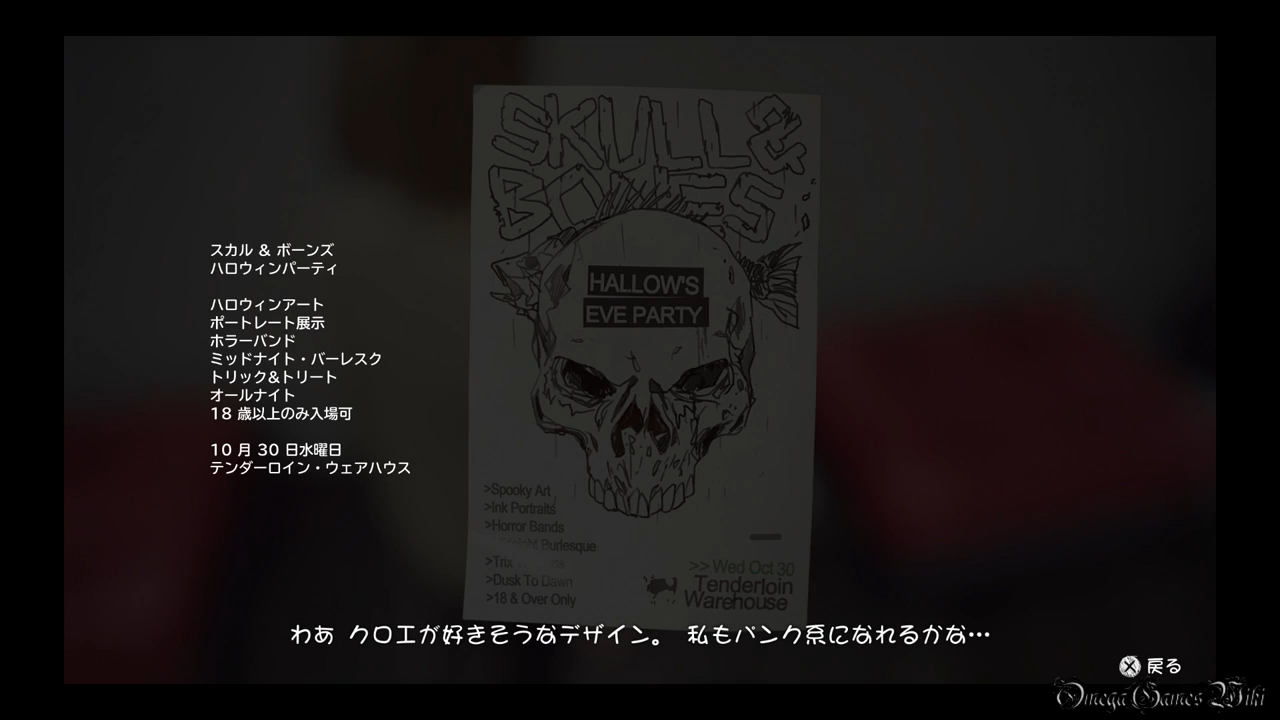 SKULL &
BONES
スカル & ボーンズ
ハロウィンパーティ
ハロウィンアート
ポートレート展示
ホラーバンド
ミッドナイト・バーレスク
トリック&トリート
オールナイト
18 歳以上のみ入場可
10 月 30 日水曜日
テンダーロイン・ウェアハウス
HALLOW'S
EVE PARTY
>Spooky Art
>Ink Portraits
>Horror Bands
Burlesque
>Trix
>Dusk To Dawn
>18 & Over Only
>> Wed Oct 30
Tenderloin
Warehouse
わあ クロエが好きそうなデザイン。 私もパンク系になれるかな…
戻る
Omega Games Wiki